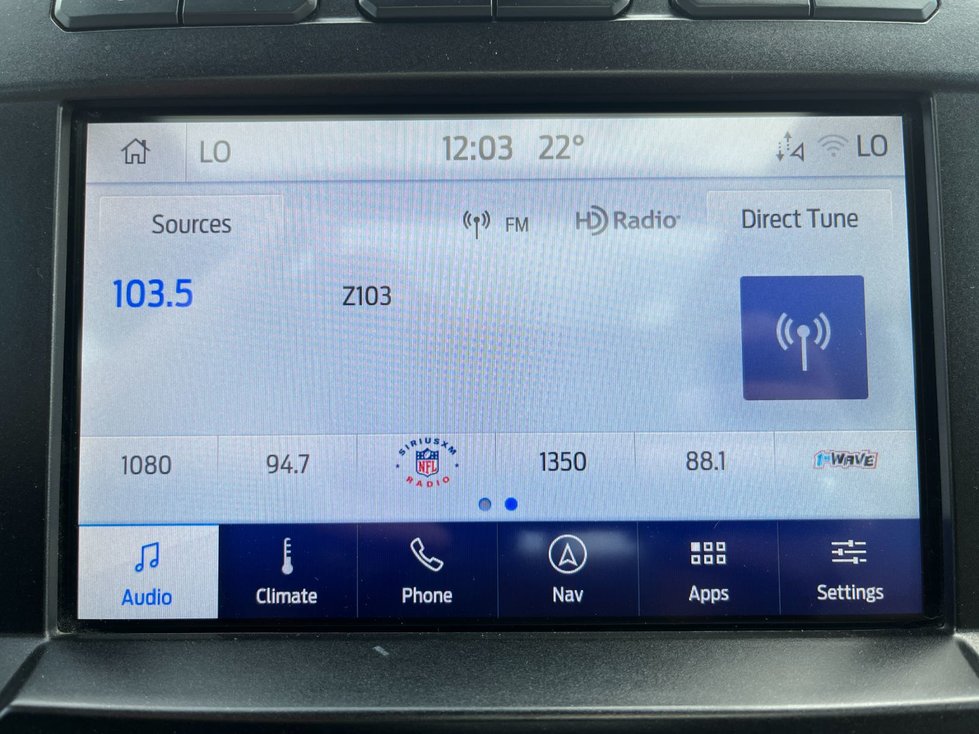 LO 12:03 22° LO
Sources FM HD Radio Direct Tune
103.5 Z103
1080 94.7 SIRIUSXM NFL RADIO 1350 88.1 1st WAVE
Audio Climate Phone Nav Apps Settings